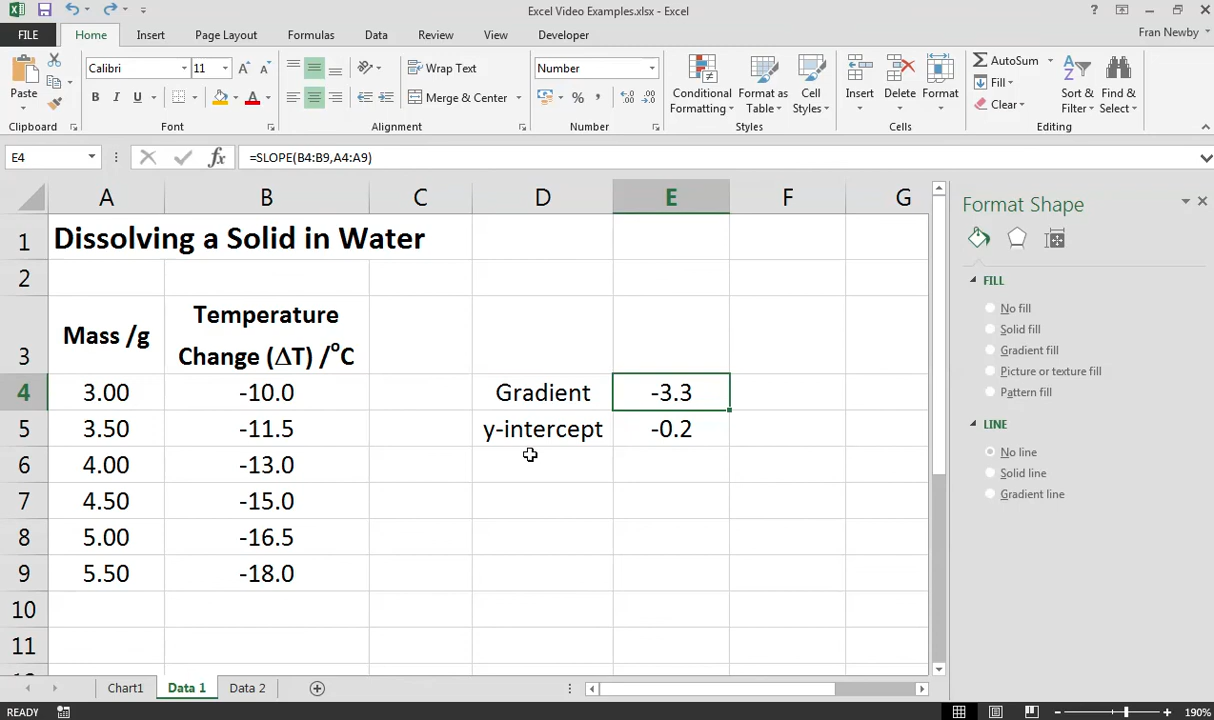 Excel Video Examples.xlsx - Excel
FILE Home Insert Page Layout Formulas Data Review View Developer Fran Newby
Paste
Calibri 11
B I U
Wrap Text
Merge & Center
Number
Conditional Formatting
Format as Table
Cell Styles
Insert Delete Format
AutoSum
Fill
Clear
Sort & Filter
Find & Select
Clipboard Font Alignment Number Styles Cells Editing
E4 fx =SLOPE(B4:B9,A4:A9)
A B C D E F G
1 Dissolving a Solid in Water
2
3 Mass /g Temperature Change (ΔT) /°C
4 3.00 -10.0 Gradient -3.3
5 3.50 -11.5 y-intercept -0.2
6 4.00 -13.0
7 4.50 -15.0
8 5.00 -16.5
9 5.50 -18.0
10
11
Format Shape
FILL
No fill
Solid fill
Gradient fill
Picture or texture fill
Pattern fill
LINE
No line
Solid line
Gradient line
Chart1 Data 1 Data 2
READY 190%